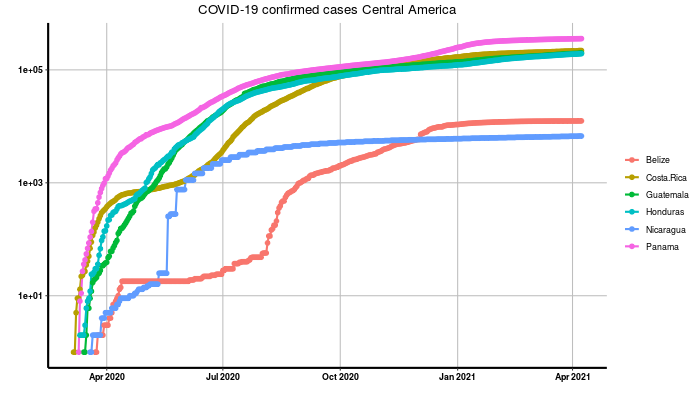 COVID-19 confirmed cases Central America
1e+05
1e+03
1e+01
Apr 2020
Jul 2020
Oct 2020
Jan 2021
Apr 2021
Belize
Costa.Rica
Guatemala
Honduras
Nicaragua
Panama